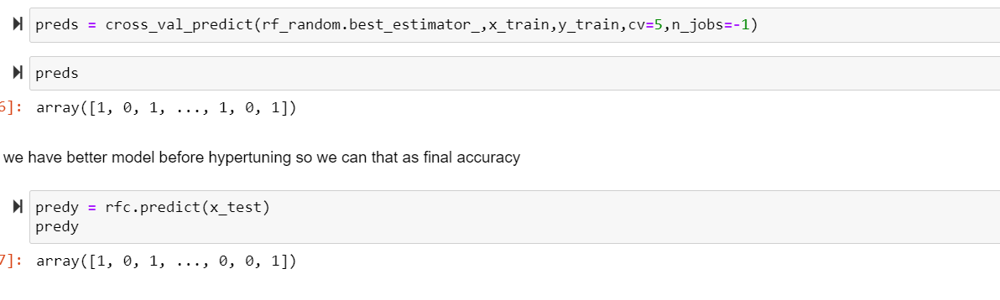 preds = cross_val_predict(rf_random.best_estimator_,x_train,y_train,cv=5,n_jobs=-1)
preds
6]: array([1, 0, 1, ..., 1, 0, 1])
we have better model before hypertuning so we can that as final accuracy
predy = rfc.predict(x_test)
predy
7]: array([1, 0, 1, ..., 0, 0, 1])